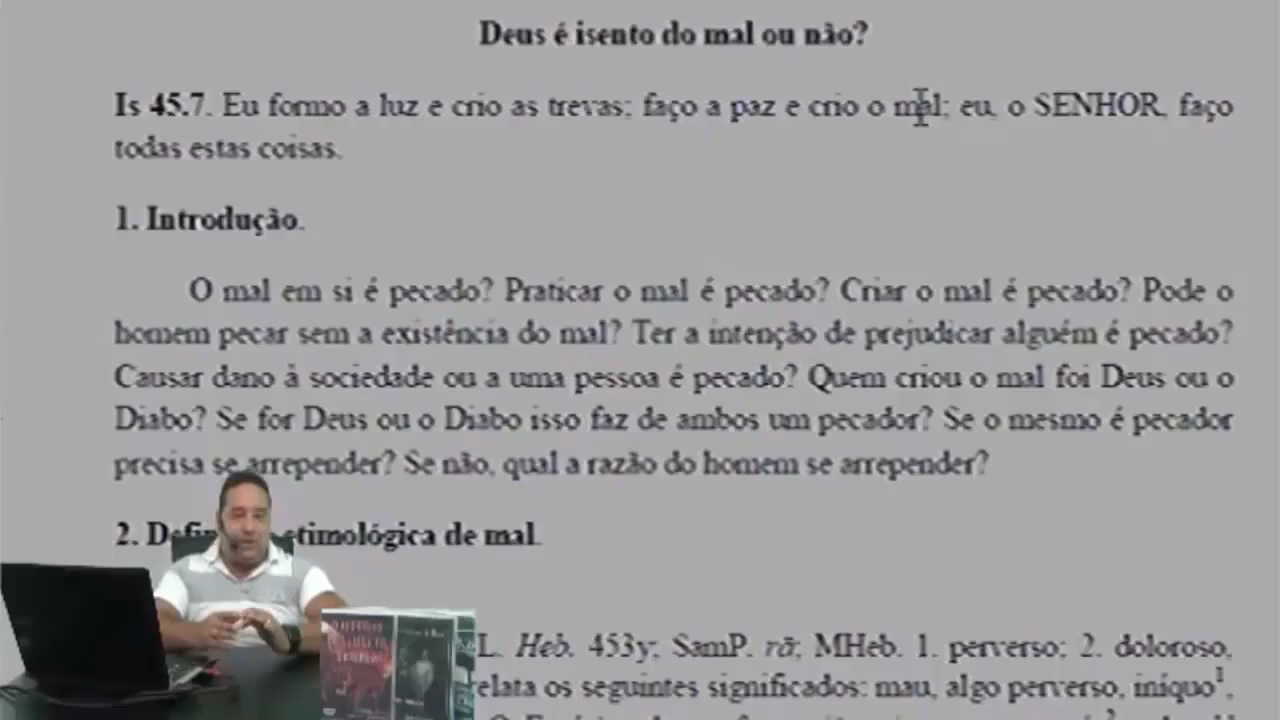 Deus é isento do mal ou não?
Is 45.7. Eu formo a luz e crio as trevas; faço a paz e crio o mal; eu, o SENHOR, faço
todas estas coisas.
1. Introdução.
O mal em si é pecado? Praticar o mal é pecado? Criar o mal é pecado? Pode o
homem pecar sem a existência do mal? Ter a intenção de prejudicar alguém é pecado?
Causar dano à sociedade ou a uma pessoa é pecado? Quem criou o mal foi Deus ou o
Diabo? Se for Deus ou o Diabo isso faz de ambos um pecador? Se o mesmo é pecador
precisa se arrepender? Se não, qual a razão do homem se arrepender?
2. etimológica de mal.
L. Heb. 453y; SamP. rā; MHeb. 1. perverso; 2. doloroso,
elata os seguintes significados: mau, algo perverso, iníquo¹,